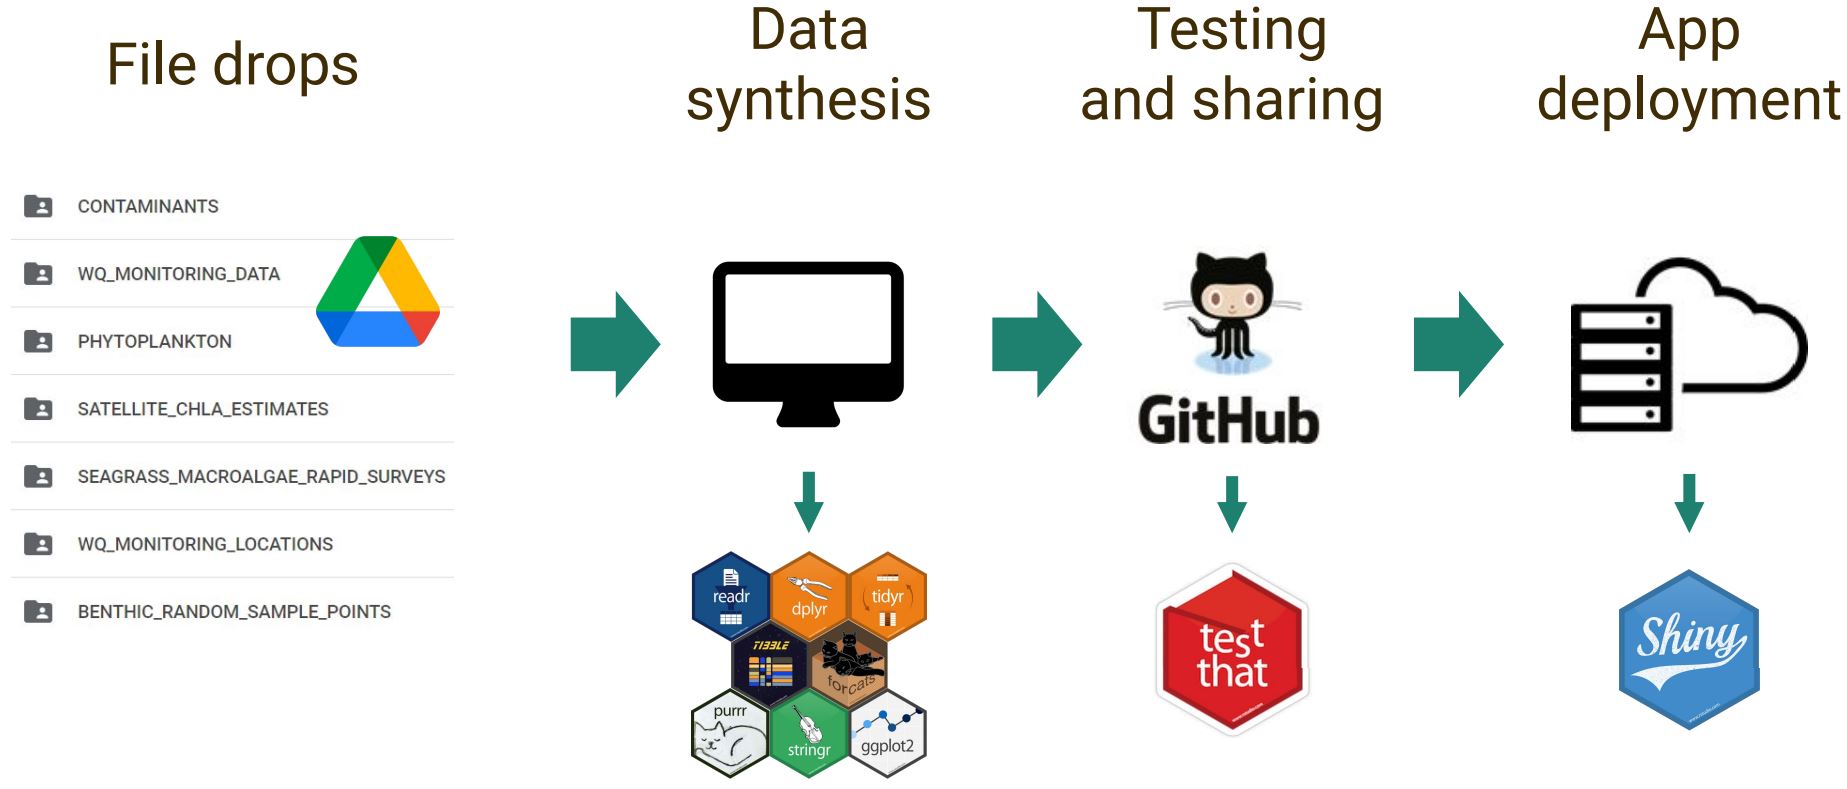 File drops
Data
synthesis
Testing
and sharing
App
deployment
CONTAMINANTS
WQ_MONITORING_DATA
PHYTOPLANKTON
SATELLITE_CHLA_ESTIMATES
SEAGRASS_MACROALGAE_RAPID_SURVEYS
WQ_MONITORING_LOCATIONS
BENTHIC_RANDOM_SAMPLE_POINTS
GitHub
readr
dplyr
tidyr
TIBBLE
forcats
purrr
stringr
ggplot2
test
that
Shiny